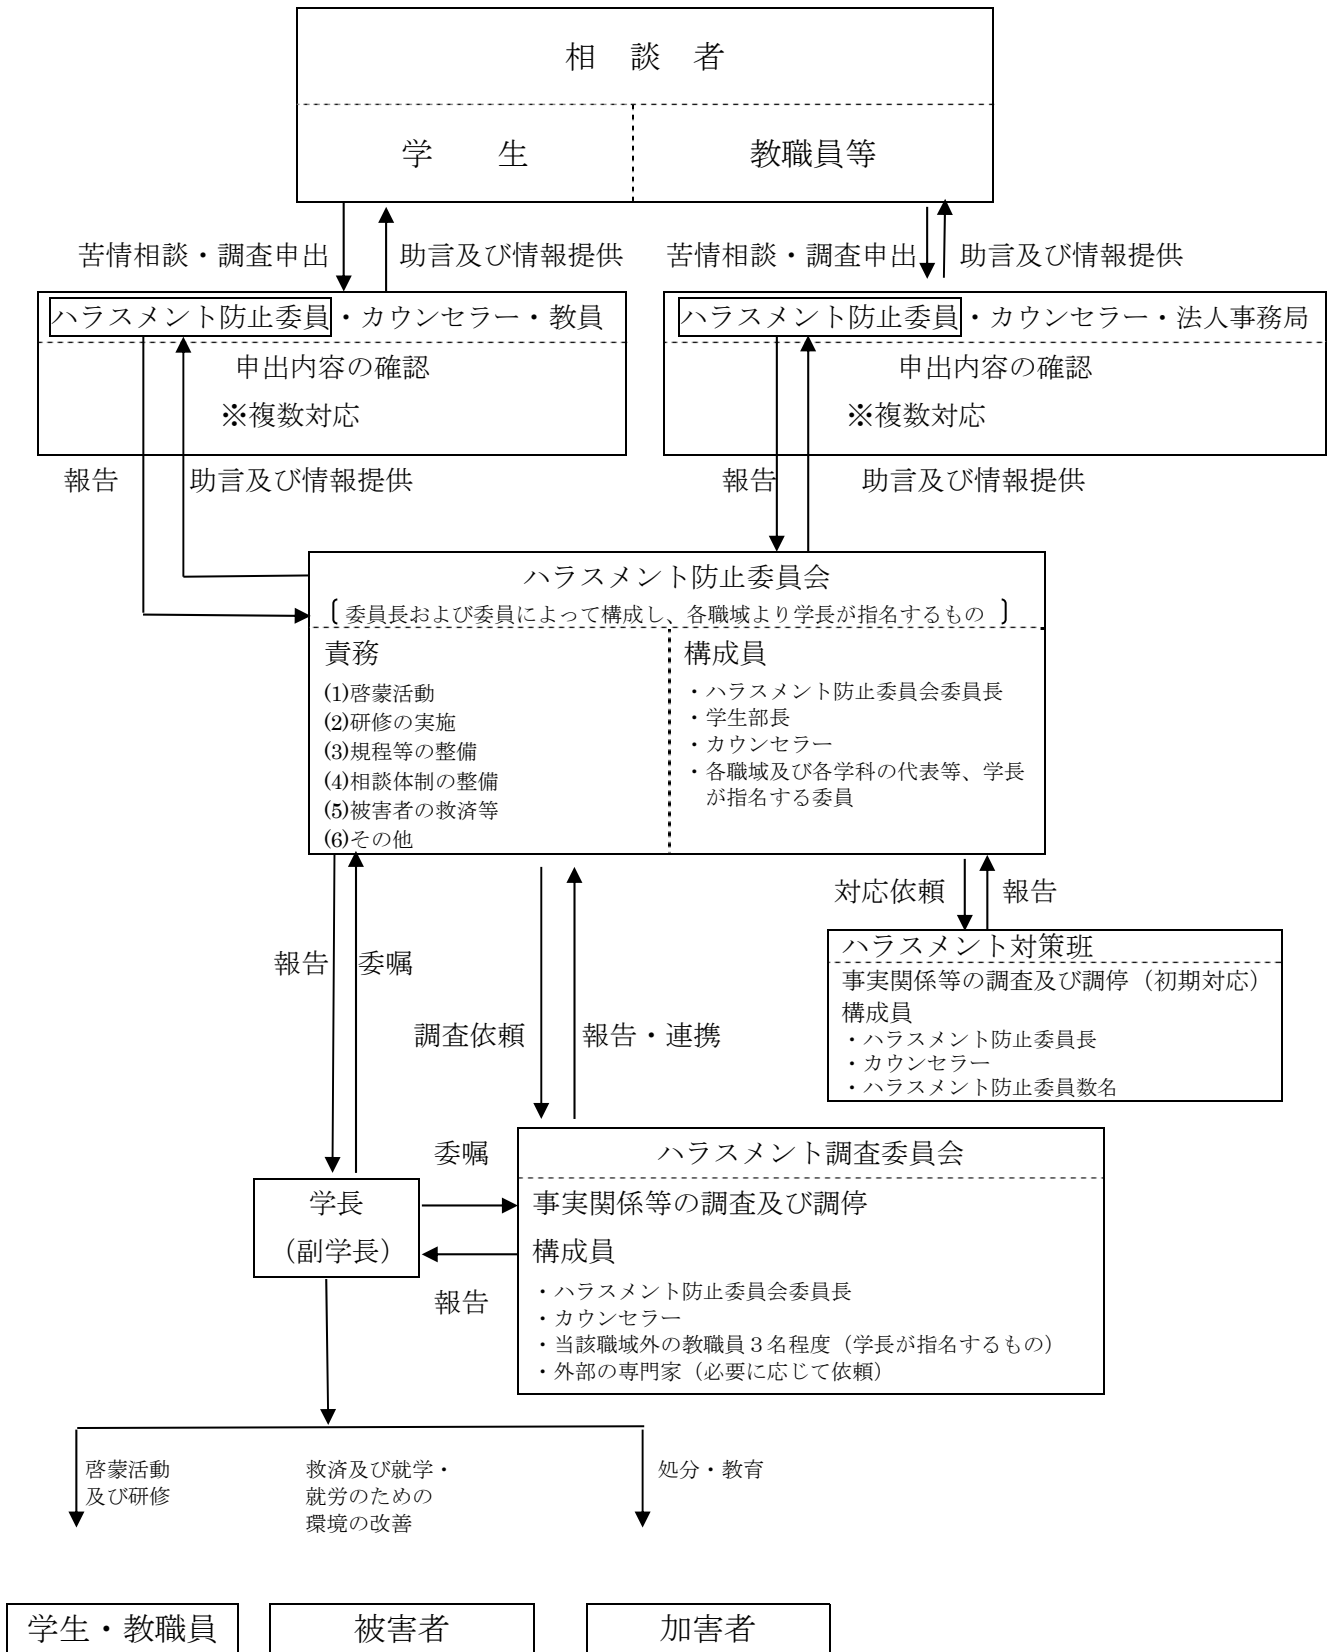 相　談　者
学　　生
教職員等
苦情相談・調査申出
助言及び情報提供
苦情相談・調査申出
助言及び情報提供
ハラスメント防止委員・カウンセラー・教員
申出内容の確認
※複数対応
ハラスメント防止委員・カウンセラー・法人事務局
申出内容の確認
※複数対応
報告
助言及び情報提供
報告
助言及び情報提供
ハラスメント防止委員会
〔 委員長および委員によって構成し、各職域より学長が指名するもの 〕
責務
(1)啓蒙活動
(2)研修の実施
(3)規程等の整備
(4)相談体制の整備
(5)被害者の救済等
(6)その他
構成員
・ハラスメント防止委員会委員長
・学生部長
・カウンセラー
・各職域及び各学科の代表等、学長
が指名する委員
対応依頼
報告
ハラスメント対策班
事実関係等の調査及び調停（初期対応）
構成員
・ハラスメント防止委員長
・カウンセラー
・ハラスメント防止委員数名
報告
委嘱
調査依頼
報告・連携
委嘱
報告
学長
（副学長）
ハラスメント調査委員会
事実関係等の調査及び調停
構成員
・ハラスメント防止委員会委員長
・カウンセラー
・当該職域外の教職員３名程度（学長が指名するもの）
・外部の専門家（必要に応じて依頼）
啓蒙活動
及び研修
救済及び就学・
就労のための
環境の改善
処分・教育
学生・教職員
被害者
加害者